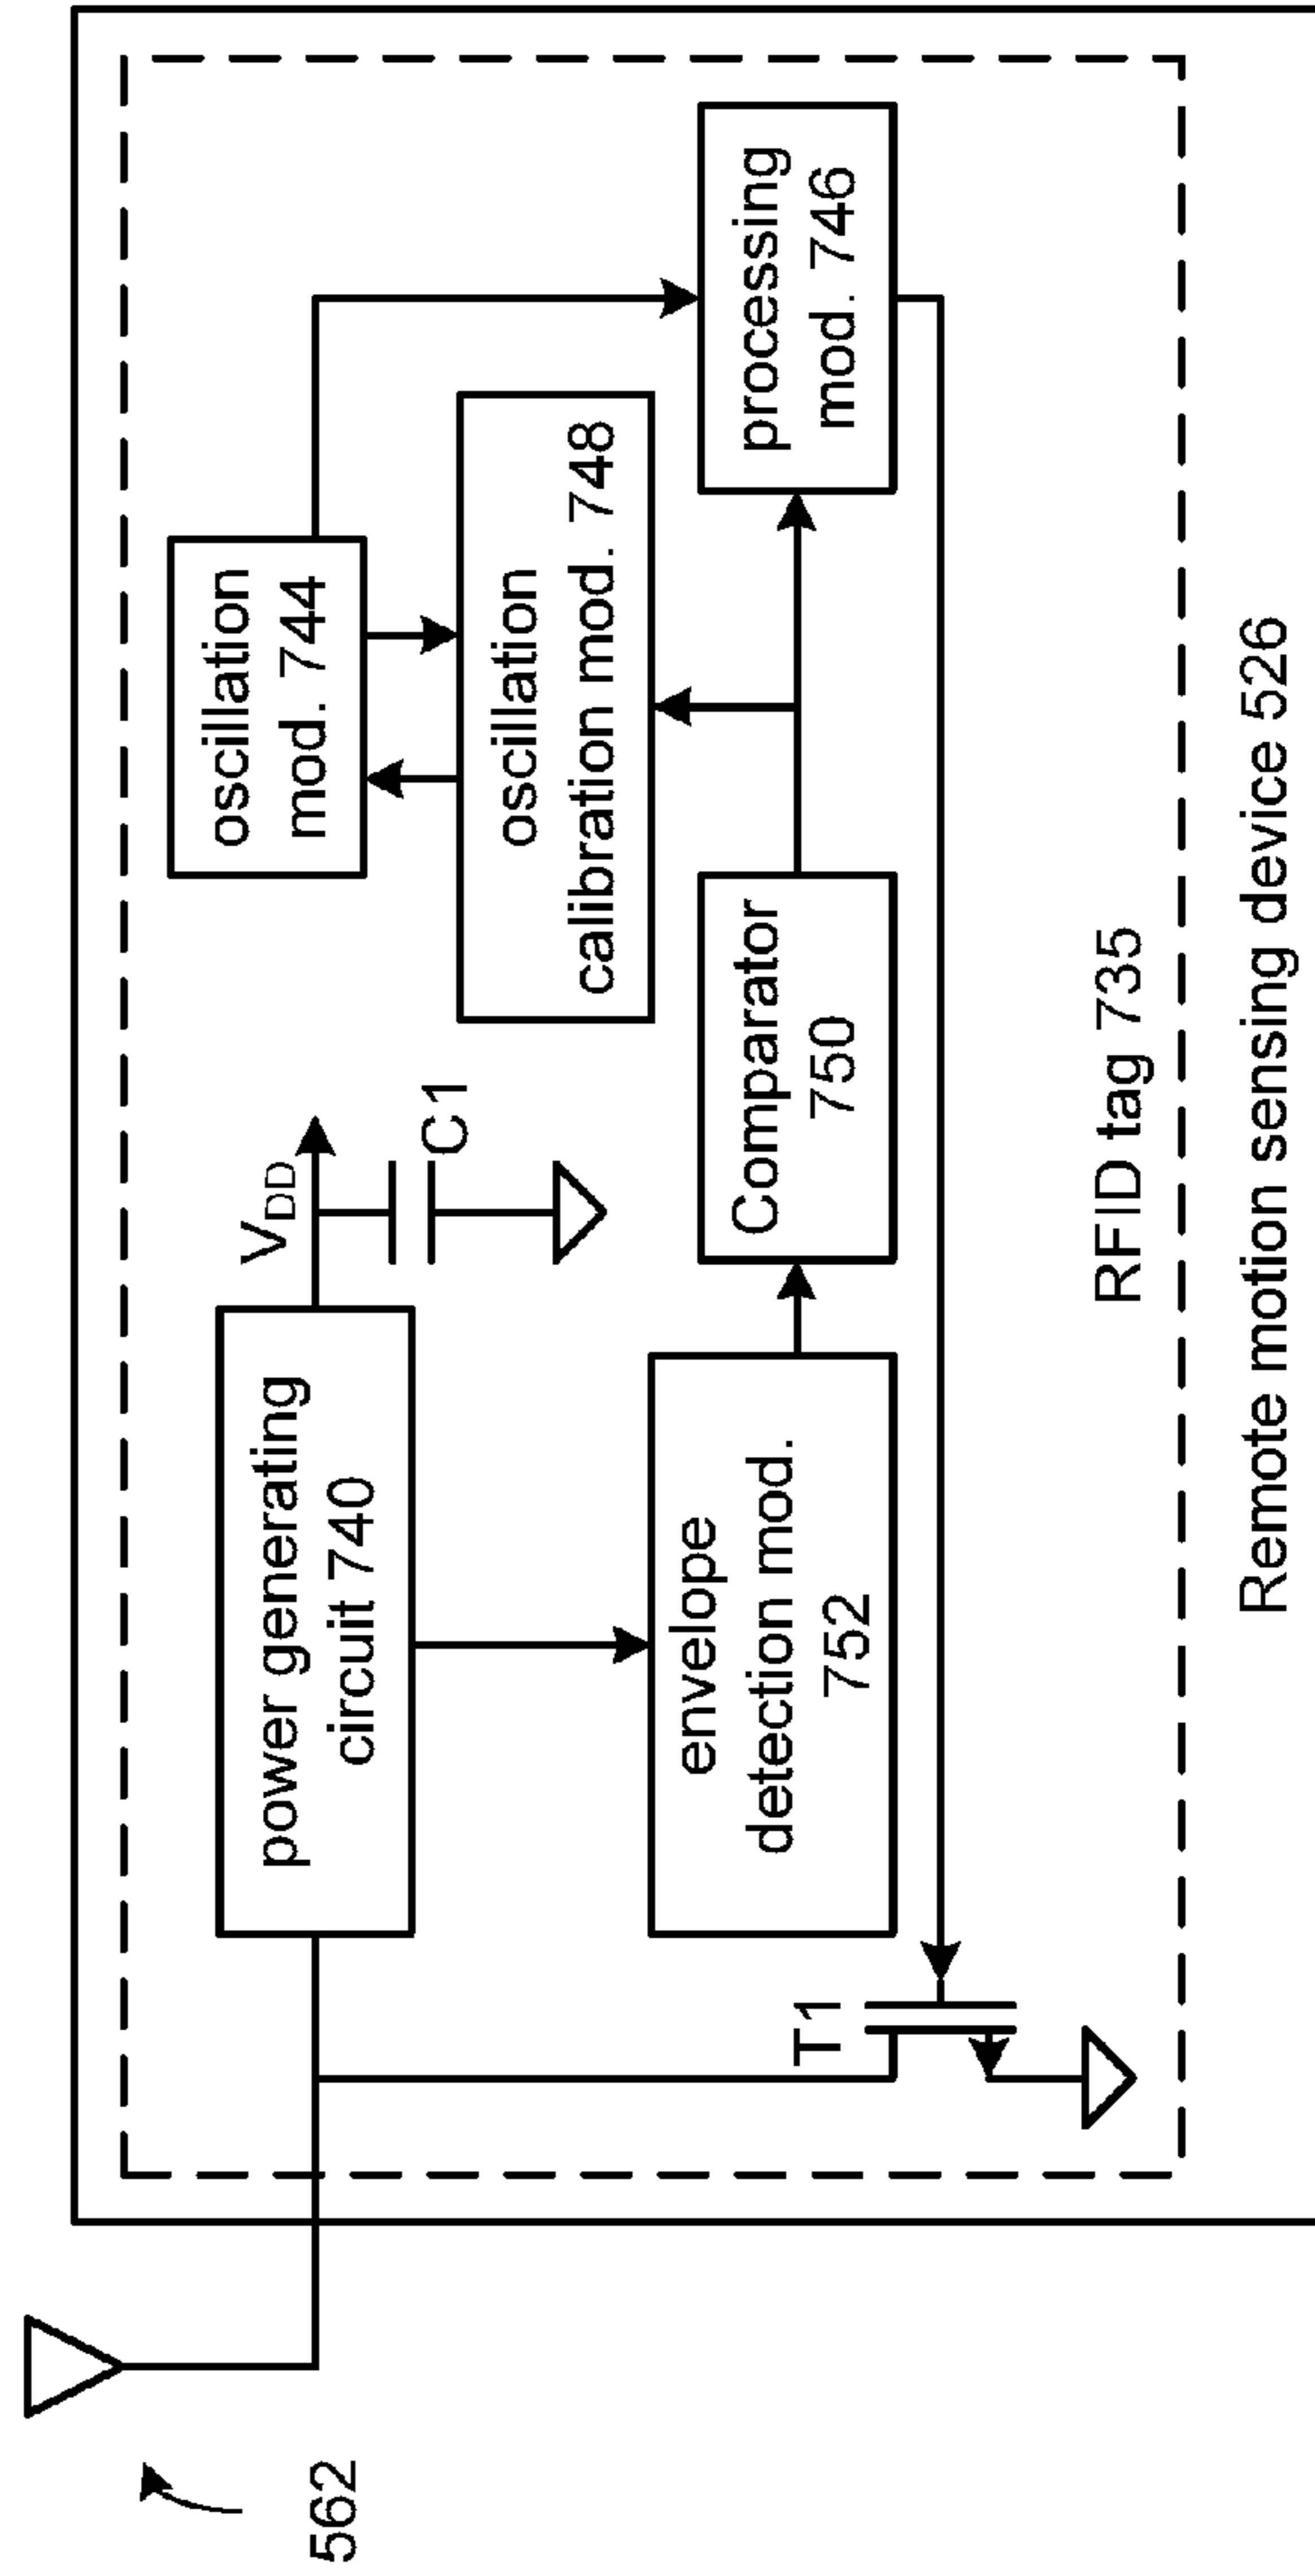 562
power generating
circuit 740
VDD
C1
oscillation
mod. 744
oscillation
calibration mod. 748
processing
mod. 746
Comparator
750
envelope
detection mod.
752
T1
RFID tag 735
Remote motion sensing device 526